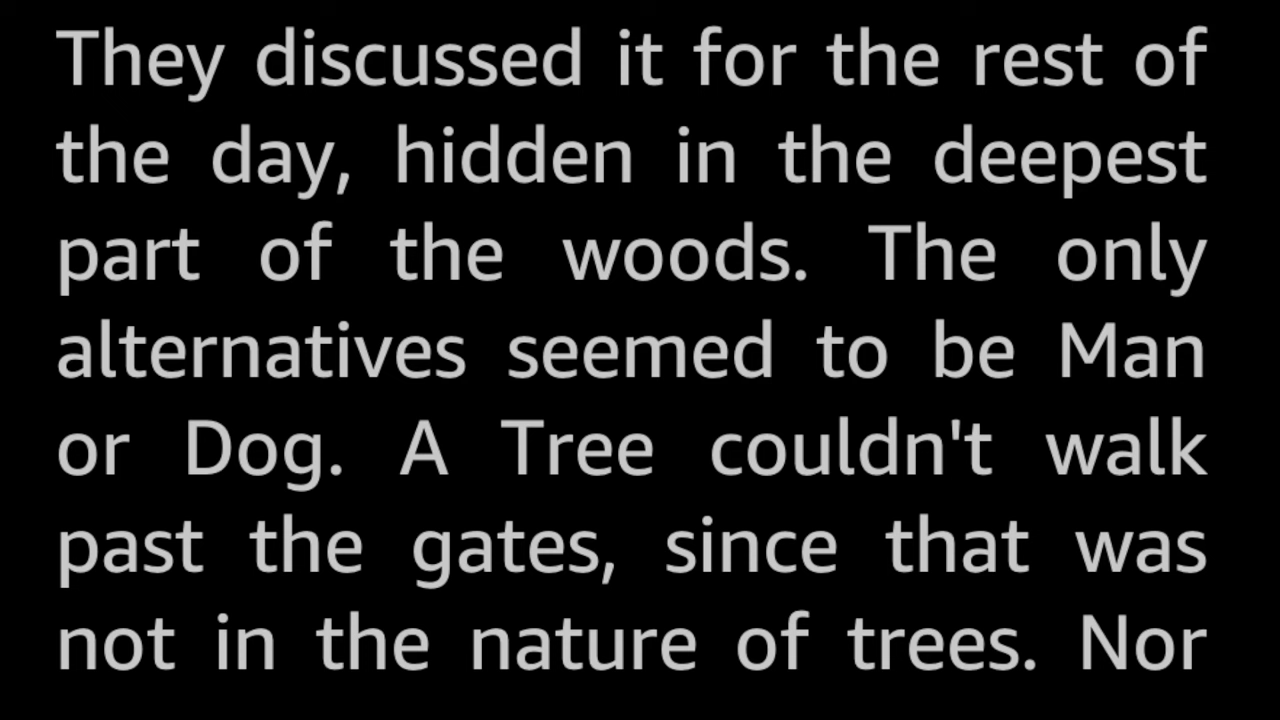 They discussed it for the rest of
the day, hidden in the deepest
part of the woods. The only
alternatives seemed to be Man
or Dog. A Tree couldn't walk
past the gates, since that was
not in the nature of trees. Nor